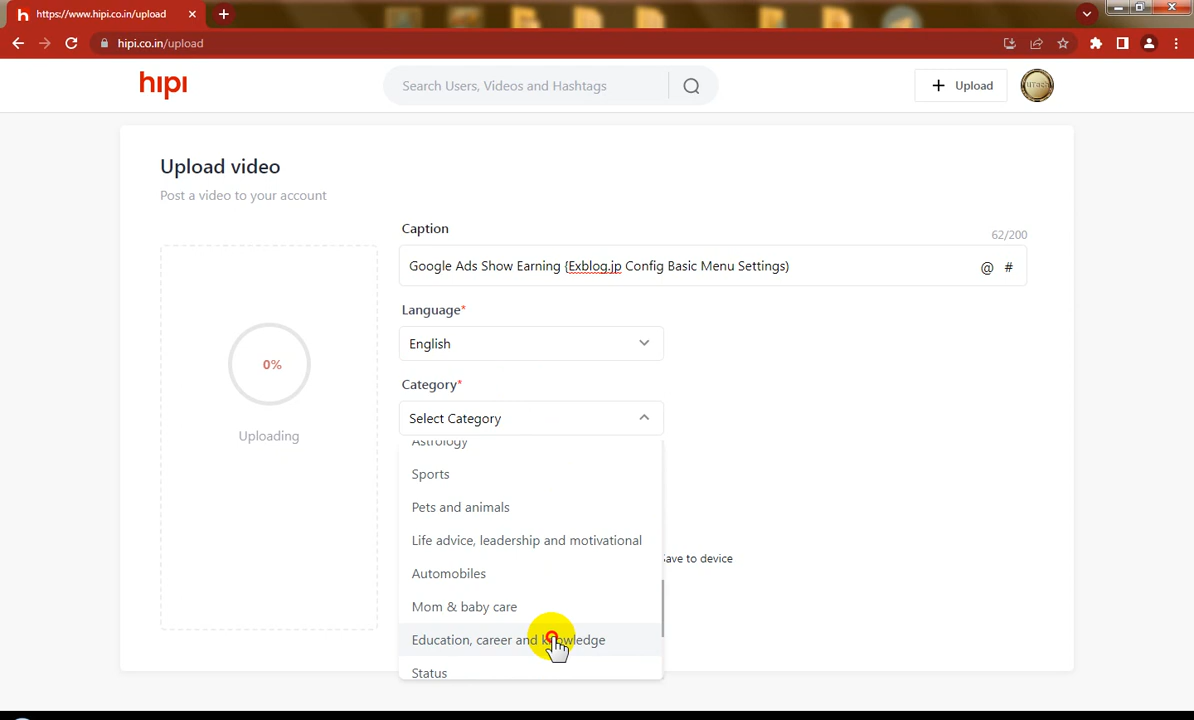 https://www.hipi.co.in/upload
hipi.co.in/upload
hipi
Search Users, Videos and Hashtags
Upload
Upload video
Post a video to your account
Caption
62/200
Google Ads Show Earning {Exblog.jp Config Basic Menu Settings)
@ #
Language*
English
0%
Uploading
Category*
Select Category
Astrology
Sports
Pets and animals
Life advice, leadership and motivational
Save to device
Automobiles
Mom & baby care
Education, career and knowledge
Status